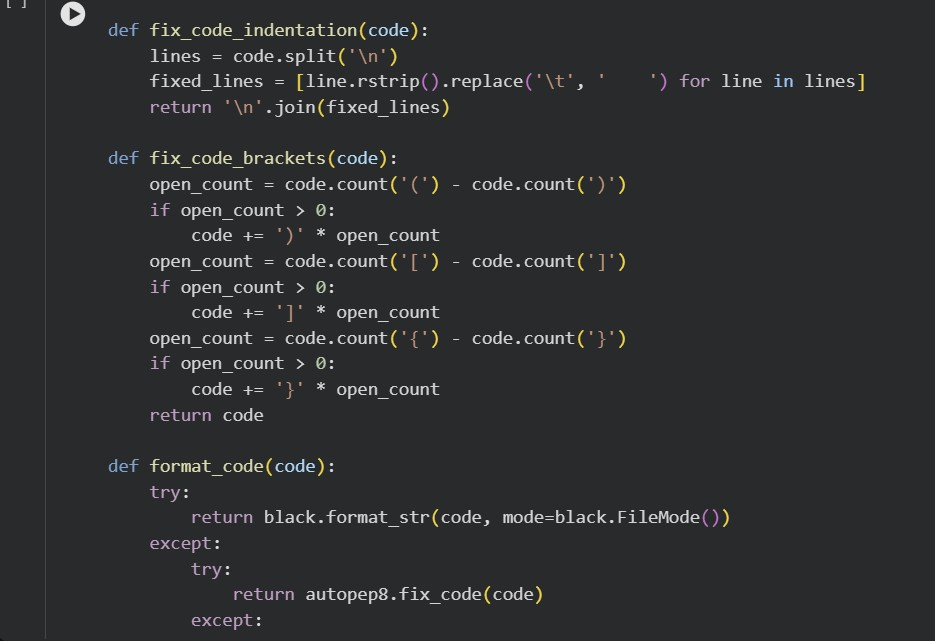 [ ]
def fix_code_indentation(code):
    lines = code.split('\n')
    fixed_lines = [line.rstrip().replace('\t', '    ') for line in lines]
    return '\n'.join(fixed_lines)

def fix_code_brackets(code):
    open_count = code.count('(') - code.count(')')
    if open_count > 0:
        code += ')' * open_count
    open_count = code.count('[') - code.count(']')
    if open_count > 0:
        code += ']' * open_count
    open_count = code.count('{') - code.count('}')
    if open_count > 0:
        code += '}' * open_count
    return code

def format_code(code):
    try:
        return black.format_str(code, mode=black.FileMode())
    except:
        try:
            return autopep8.fix_code(code)
        except: